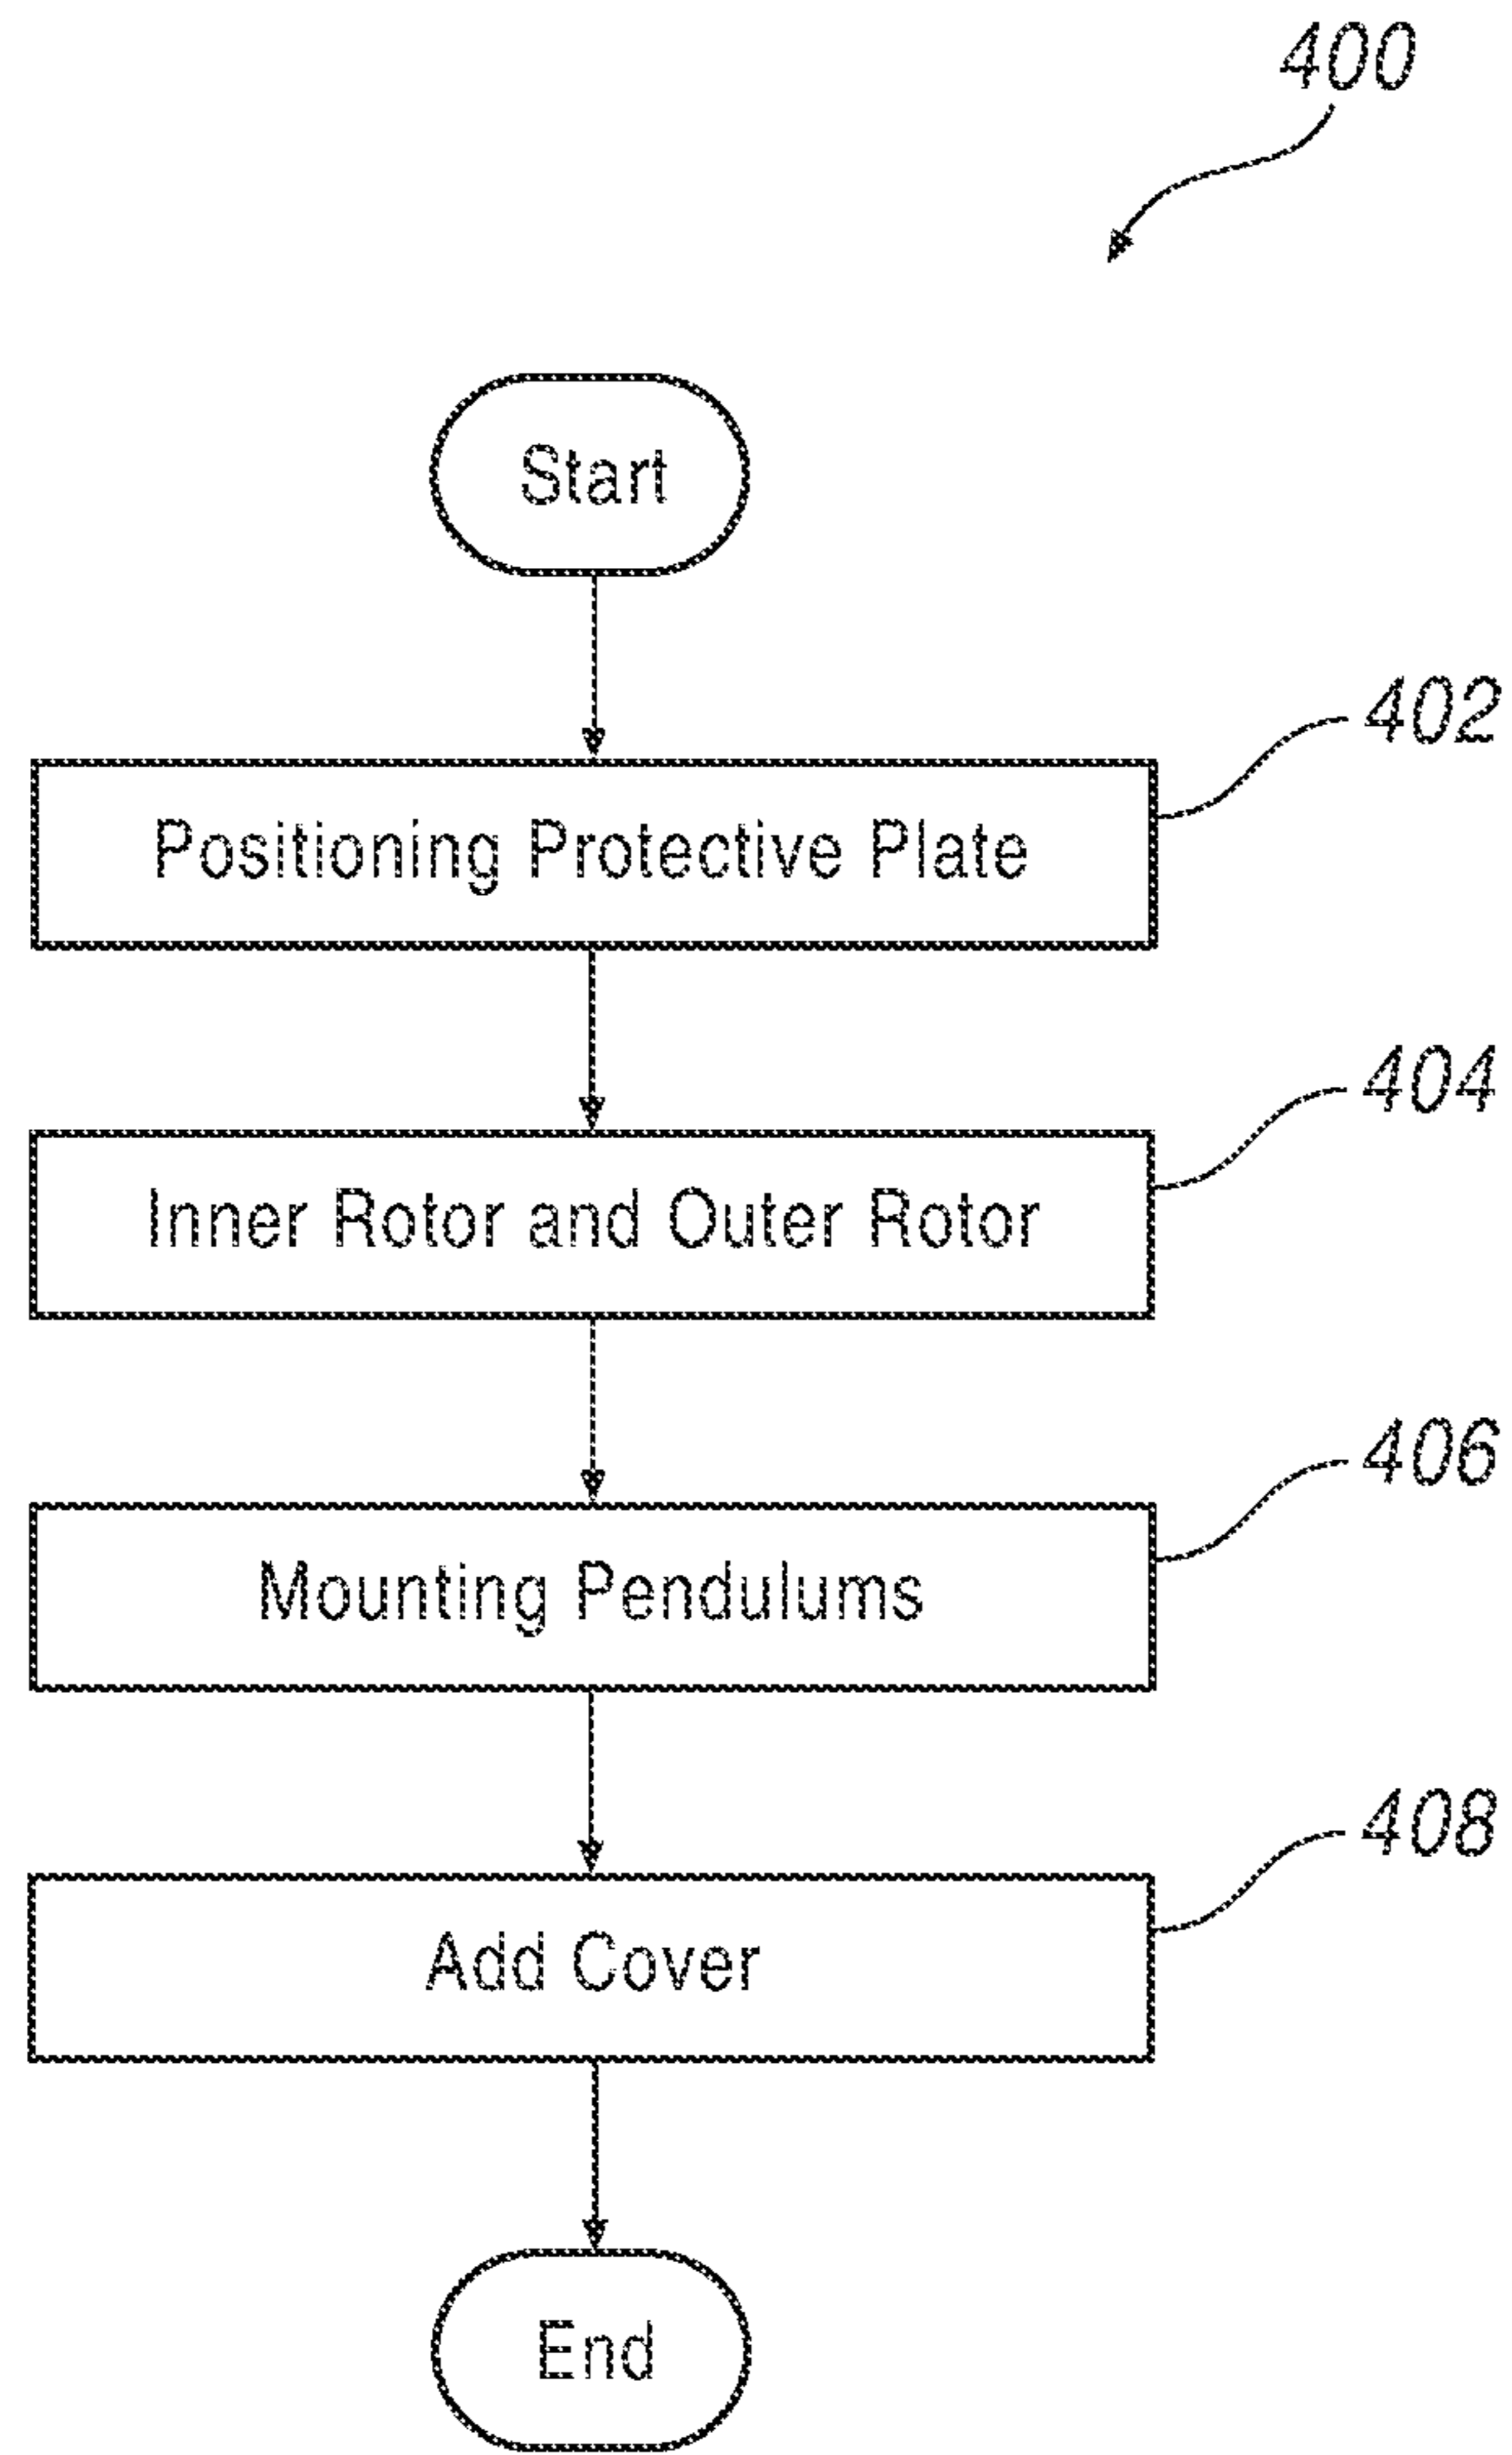 400
Start
402
Positioning Protective Plate
404
Inner Rotor and Outer Rotor
406
Mounting Pendulums
408
Add Cover
End